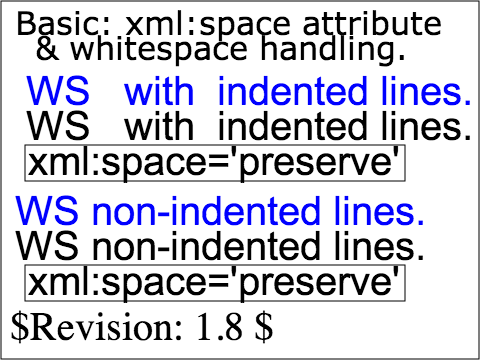 Basic: xml:space attribute
& whitespace handling.
WS   with  indented lines.
WS   with  indented lines.
xml:space='preserve'
WS non-indented lines.
WS non-indented lines.
xml:space='preserve'
$Revision: 1.8 $